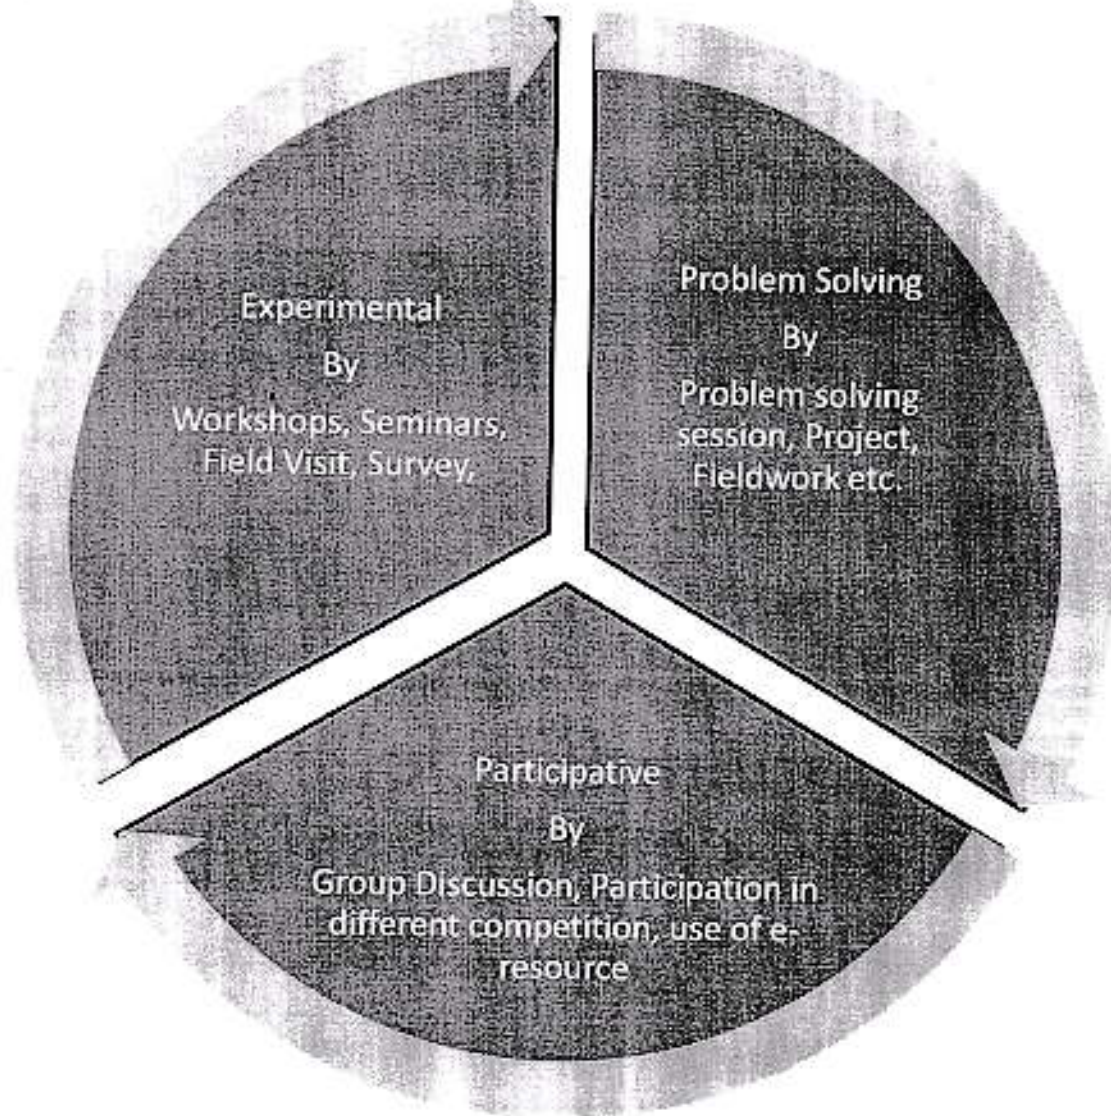 Experimental
By
Workshops, Seminars,
Field Visit, Survey,
Problem Solving
By
Problem solving
session, Project,
Fieldwork etc.
Participative
By
Group Discussion, Participation in
different competition, use of e-
resource